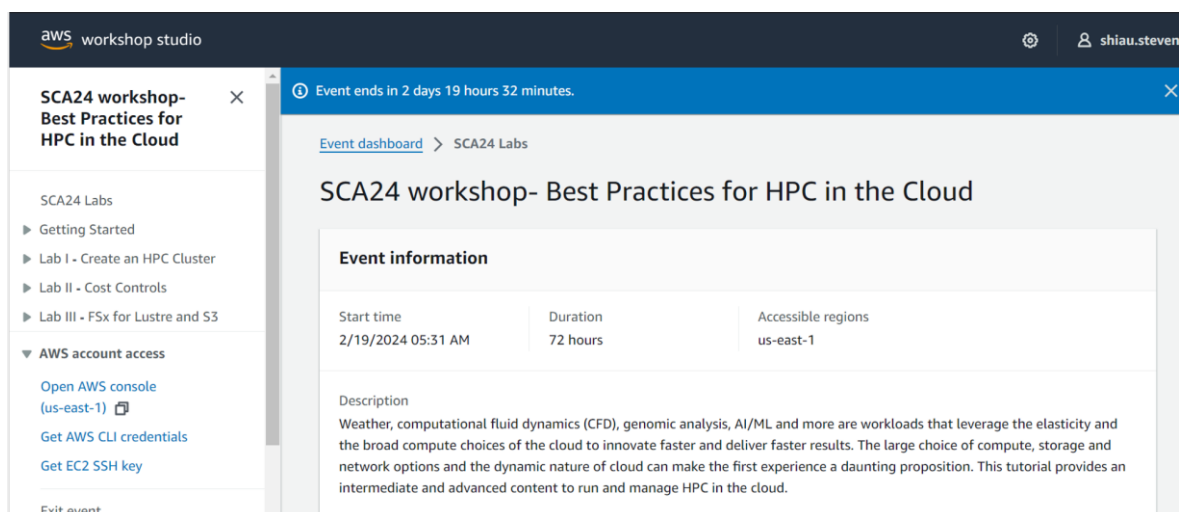 aws workshop studio
shiau.steven
SCA24 workshop-
Best Practices for
HPC in the Cloud
SCA24 Labs
Getting Started
Lab I - Create an HPC Cluster
Lab II - Cost Controls
Lab III - FSx for Lustre and S3
AWS account access
Open AWS console
(us-east-1)
Get AWS CLI credentials
Get EC2 SSH key
Exit event
Event ends in 2 days 19 hours 32 minutes.
Event dashboard > SCA24 Labs
SCA24 workshop- Best Practices for HPC in the Cloud
Event information
Start time Duration Accessible regions
2/19/2024 05:31 AM 72 hours us-east-1
Description
Weather, computational fluid dynamics (CFD), genomic analysis, AI/ML and more are workloads that leverage the elasticity and
the broad compute choices of the cloud to innovate faster and deliver faster results. The large choice of compute, storage and
network options and the dynamic nature of cloud can make the first experience a daunting proposition. This tutorial provides an
intermediate and advanced content to run and manage HPC in the cloud.